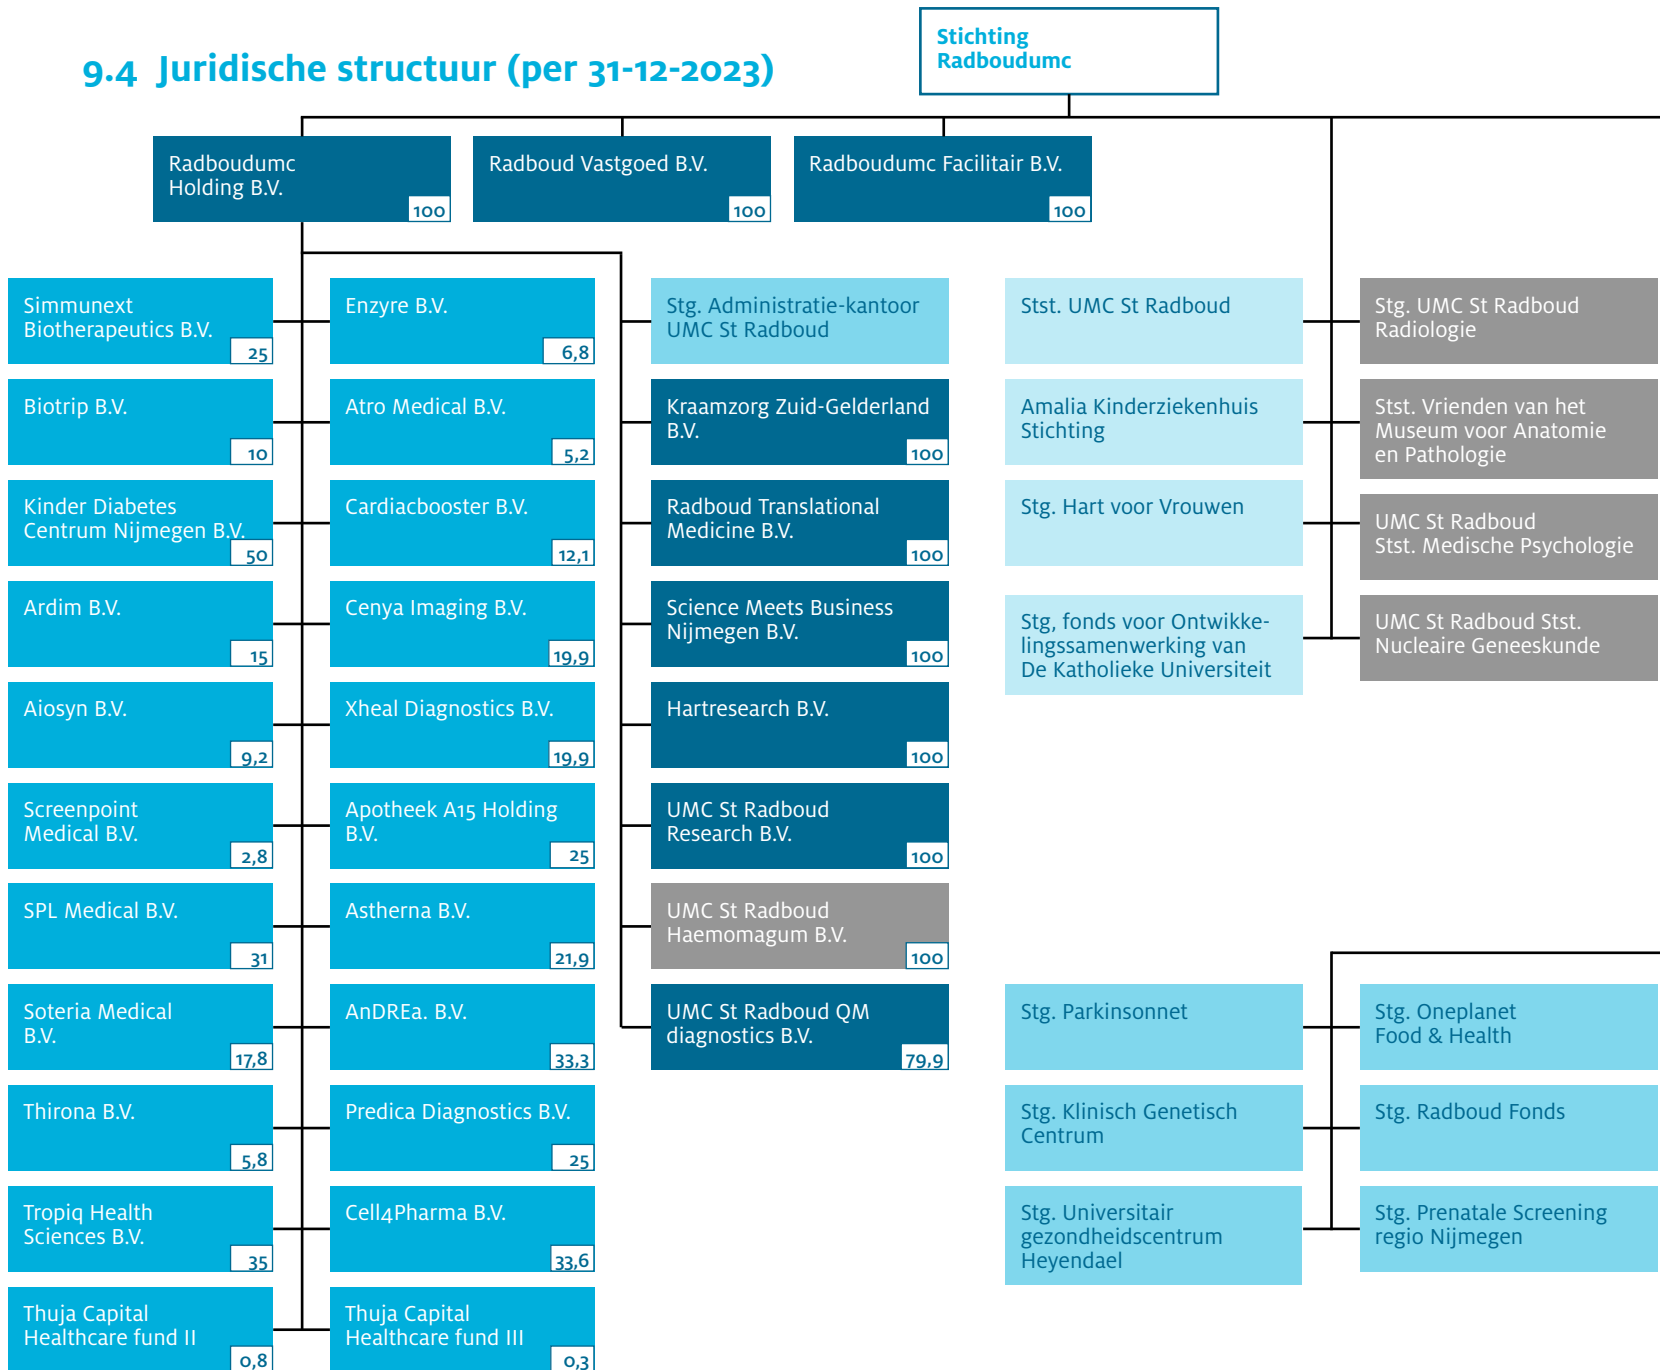 9.4 Juridische structuur (per 31-12-2023)
Stichting
Radboudumc
Radboudumc
Holding B.V.
100
Radboud Vastgoed B.V.
100
Radboudumc Facilitair B.V.
100
Simmunext
Biotherapeutics B.V.
25
Biotrip B.V.
10
Kinder Diabetes
Centrum Nijmegen B.V.
50
Ardim B.V.
15
Aiosyn B.V.
9,2
Screenpoint
Medical B.V.
2,8
SPL Medical B.V.
31
Soteria Medical
B.V.
17,8
Thirona B.V.
5,8
Tropiq Health
Sciences B.V.
35
Thuja Capital
Healthcare fund II
0,8
Enzyre B.V.
6,8
Atro Medical B.V.
5,2
Cardiacbooster B.V.
12,1
Cenya Imaging B.V.
19,9
Xheal Diagnostics B.V.
19,9
Apotheek A15 Holding
B.V.
25
Astherna B.V.
21,9
AnDREa. B.V.
33,3
Predica Diagnostics B.V.
25
Cell4Pharma B.V.
33,6
Thuja Capital
Healthcare fund III
0,3
Stg. Administratie-kantoor
UMC St Radboud
Kraamzorg Zuid-Gelderland
B.V.
100
Radboud Translational
Medicine B.V.
100
Science Meets Business
Nijmegen B.V.
100
Hartresearch B.V.
100
UMC St Radboud
Research B.V.
100
UMC St Radboud
Haemomagum B.V.
100
UMC St Radboud QM
diagnostics B.V.
79,9
Stst. UMC St Radboud
Amalia Kinderziekenhuis
Stichting
Stg. Hart voor Vrouwen
Stg, fonds voor Ontwikke-
lingssamenwerking van
De Katholieke Universiteit
Stg. UMC St Radboud
Radiologie
Stst. Vrienden van het
Museum voor Anatomie
en Pathologie
UMC St Radboud
Stst. Medische Psychologie
UMC St Radboud Stst.
Nucleaire Geneeskunde
Stg. Parkinsonnet
Stg. Klinisch Genetisch
Centrum
Stg. Universitair
gezondheidscentrum
Heyendael
Stg. Oneplanet
Food & Health
Stg. Radboud Fonds
Stg. Prenatale Screening
regio Nijmegen